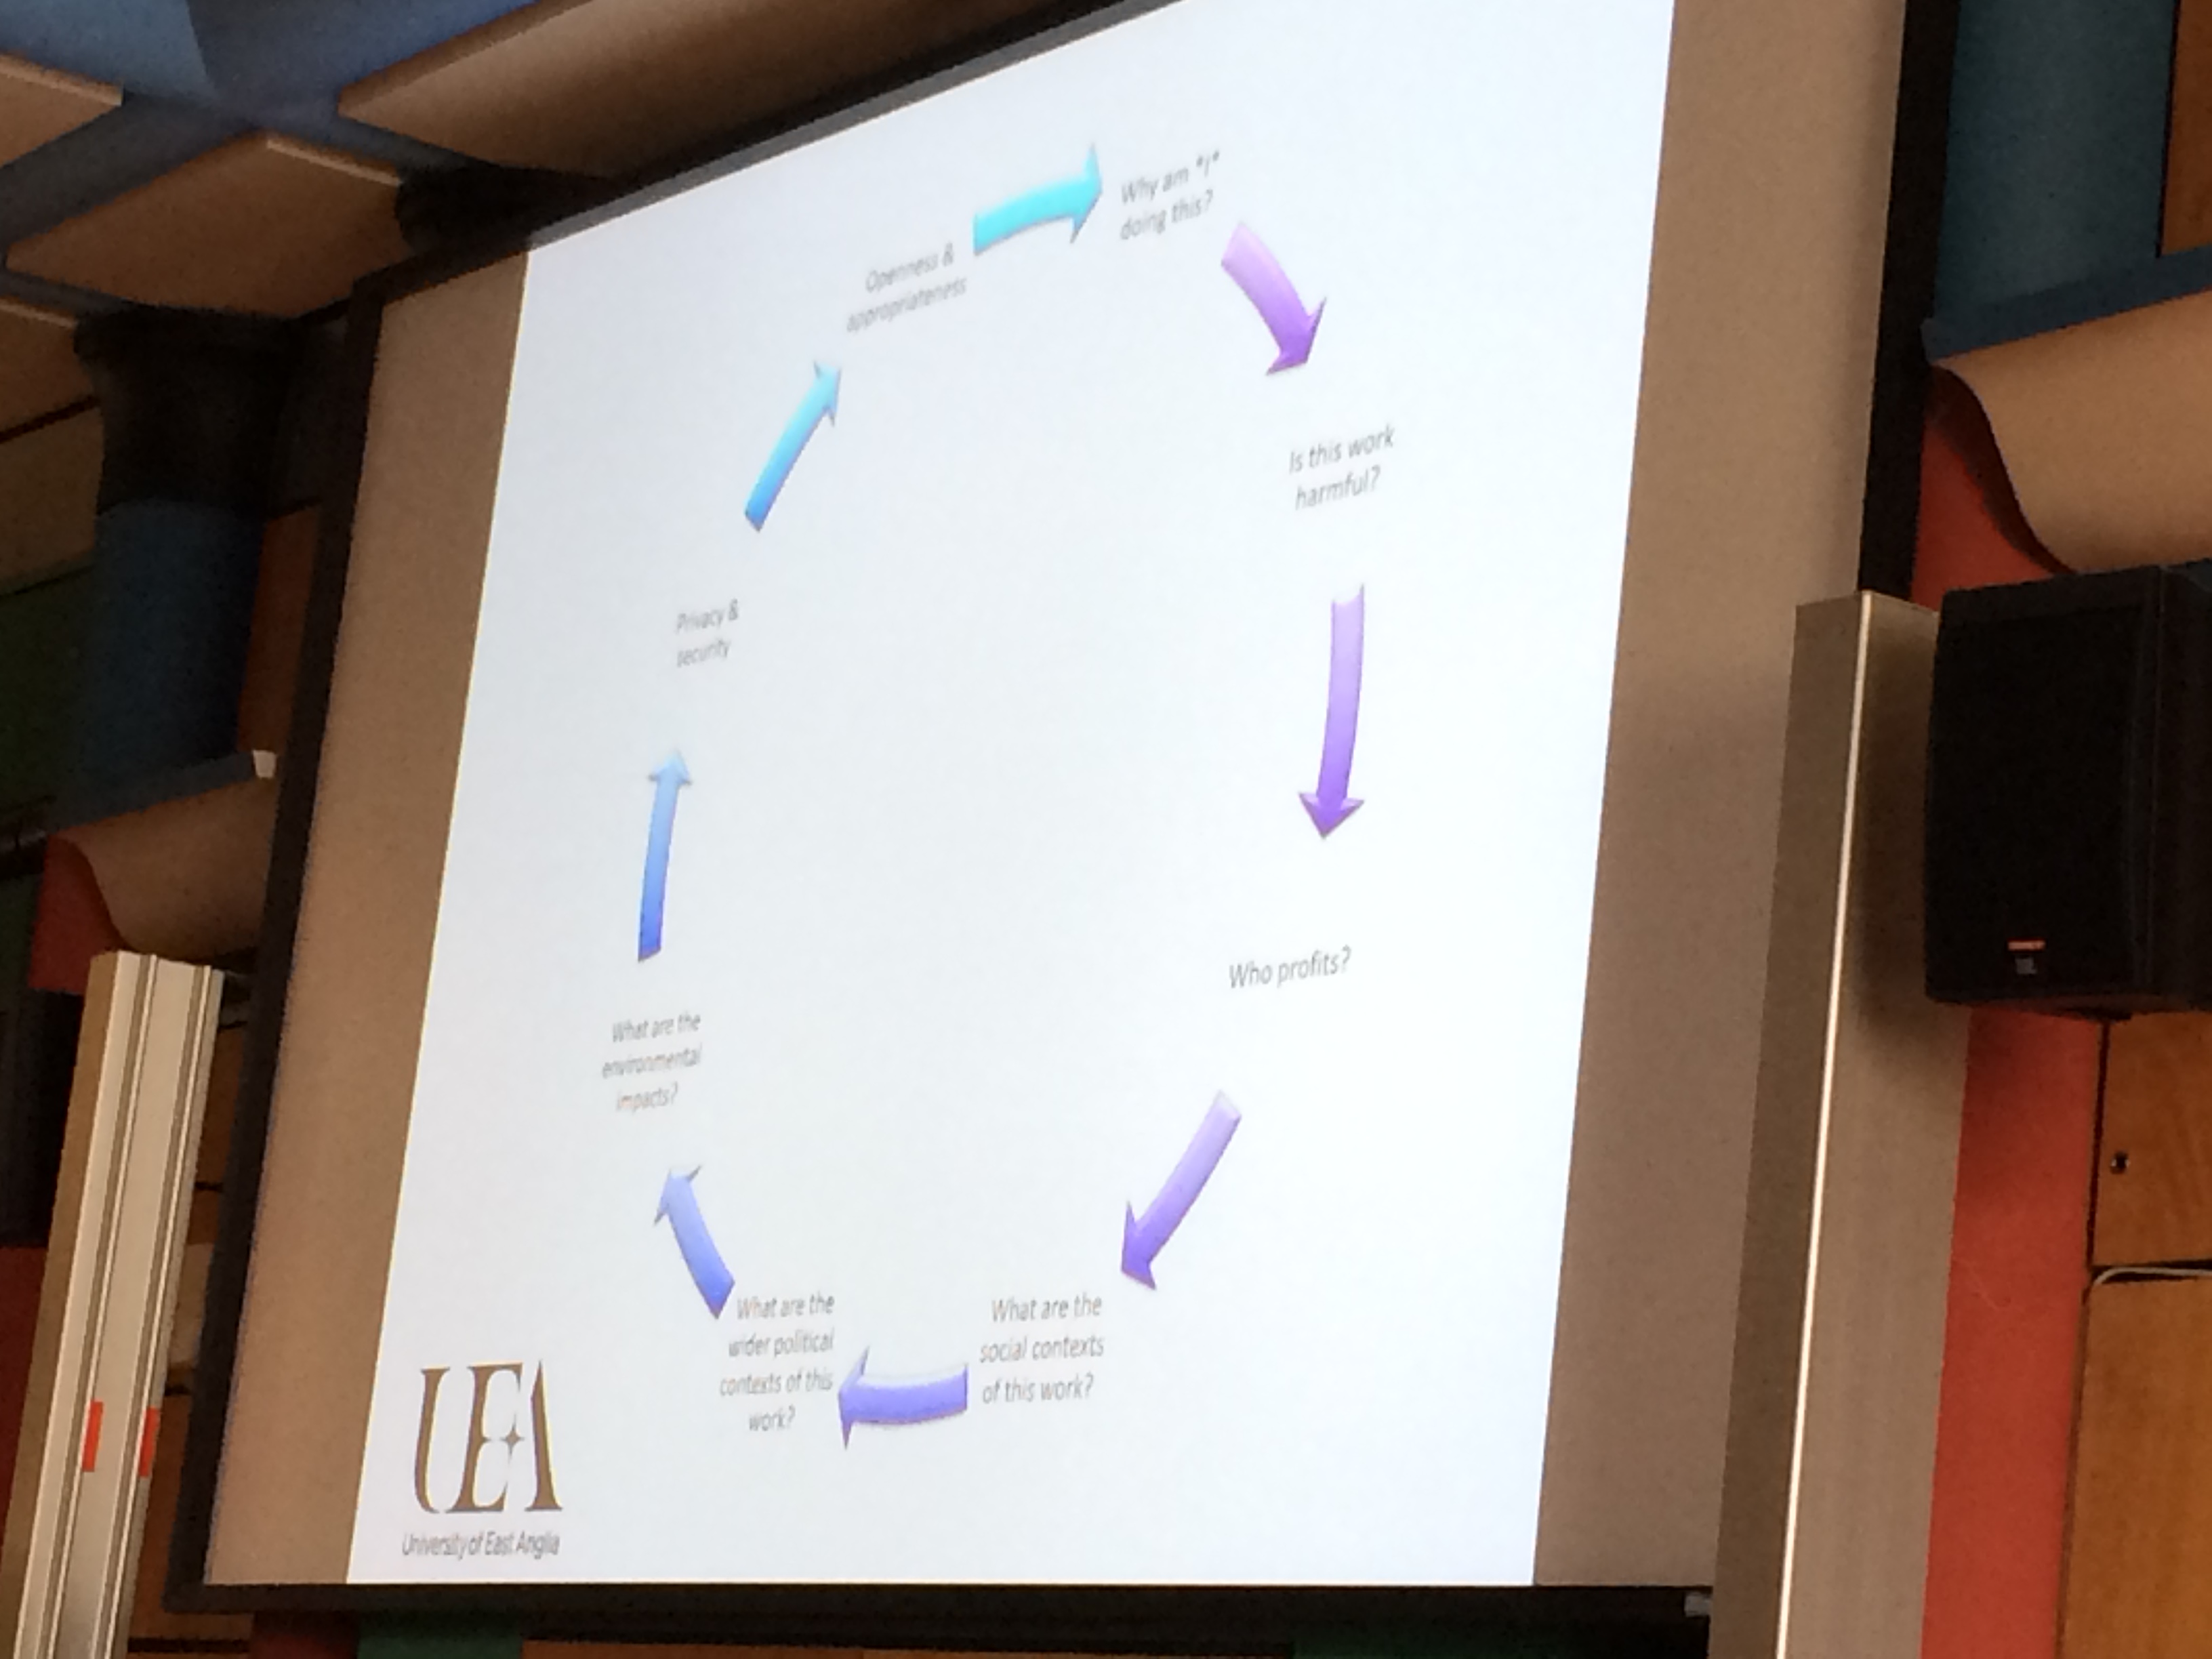 Why am *I*
doing this?
Is this work
harmful?
Who profits?
What are the
social contexts
of this work?
What are the
wider political
contexts of this
work?
What are the
environmental
impacts?
Privacy &
security
Openness &
appropriateness
UEA
University of East Anglia